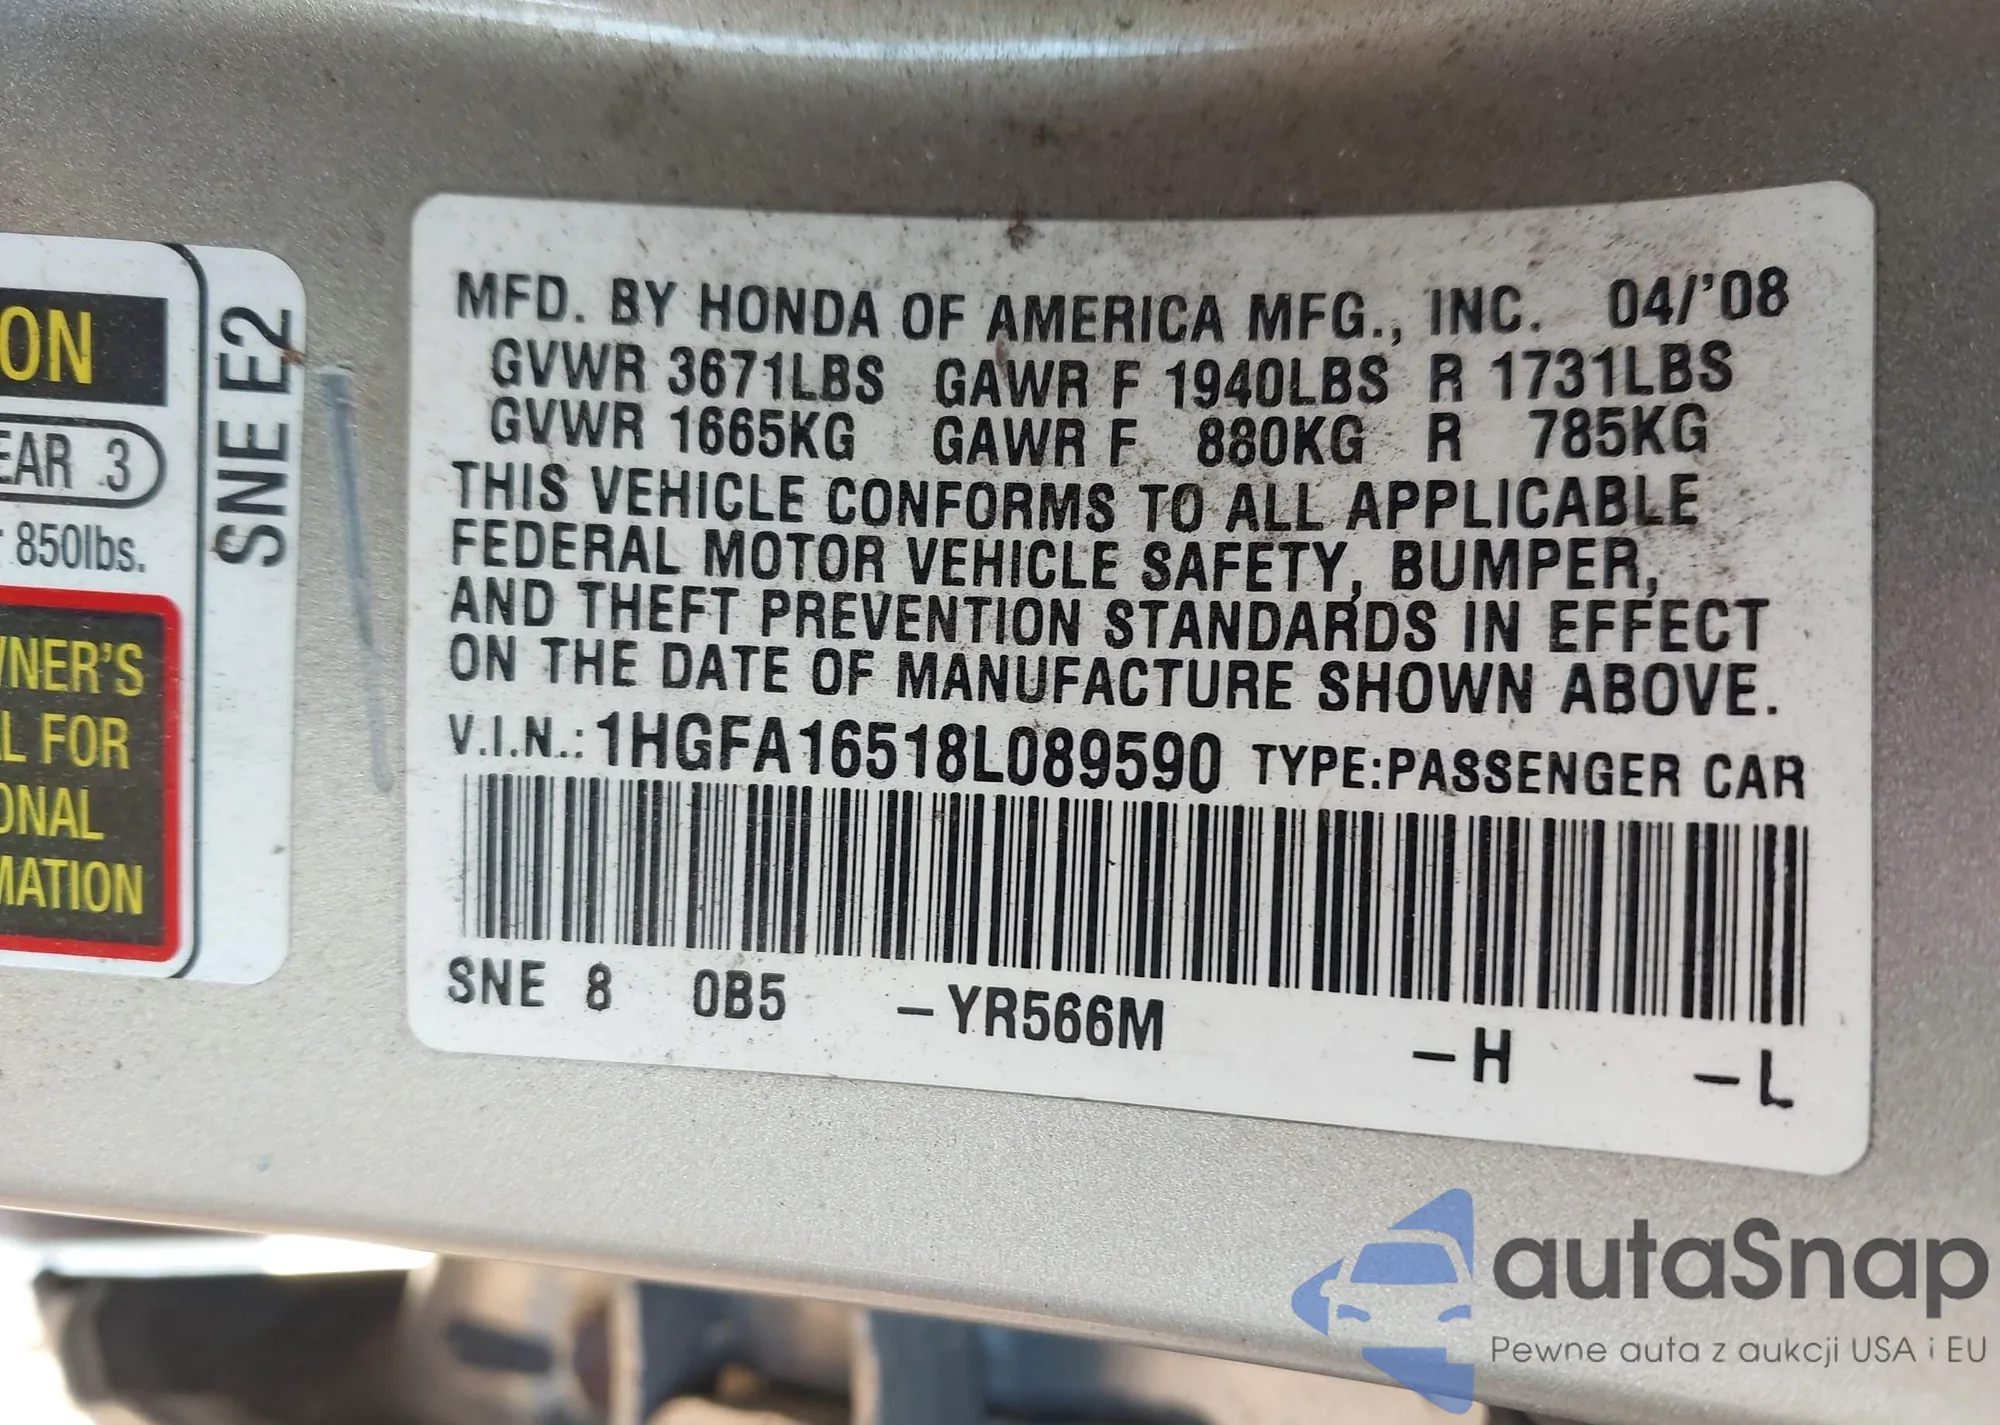 ON
EAR 3
850lbs.
WNER'S
L FOR
ONAL
MATION
SNE E2
MFD. BY HONDA OF AMERICA MFG., INC. 04/'08
GVWR 3671LBS GAWR F 1940LBS R 1731LBS
GVWR 1665KG GAWR F 880KG R 785KG
THIS VEHICLE CONFORMS TO ALL APPLICABLE
FEDERAL MOTOR VEHICLE SAFETY, BUMPER,
AND THEFT PREVENTION STANDARDS IN EFFECT
ON THE DATE OF MANUFACTURE SHOWN ABOVE.
V.I.N.: 1HGFA16518L089590 TYPE:PASSENGER CAR
SNE 8 0B5 –YR566M –H –L
autaSnap
Pewne auta z aukcji USA i EU